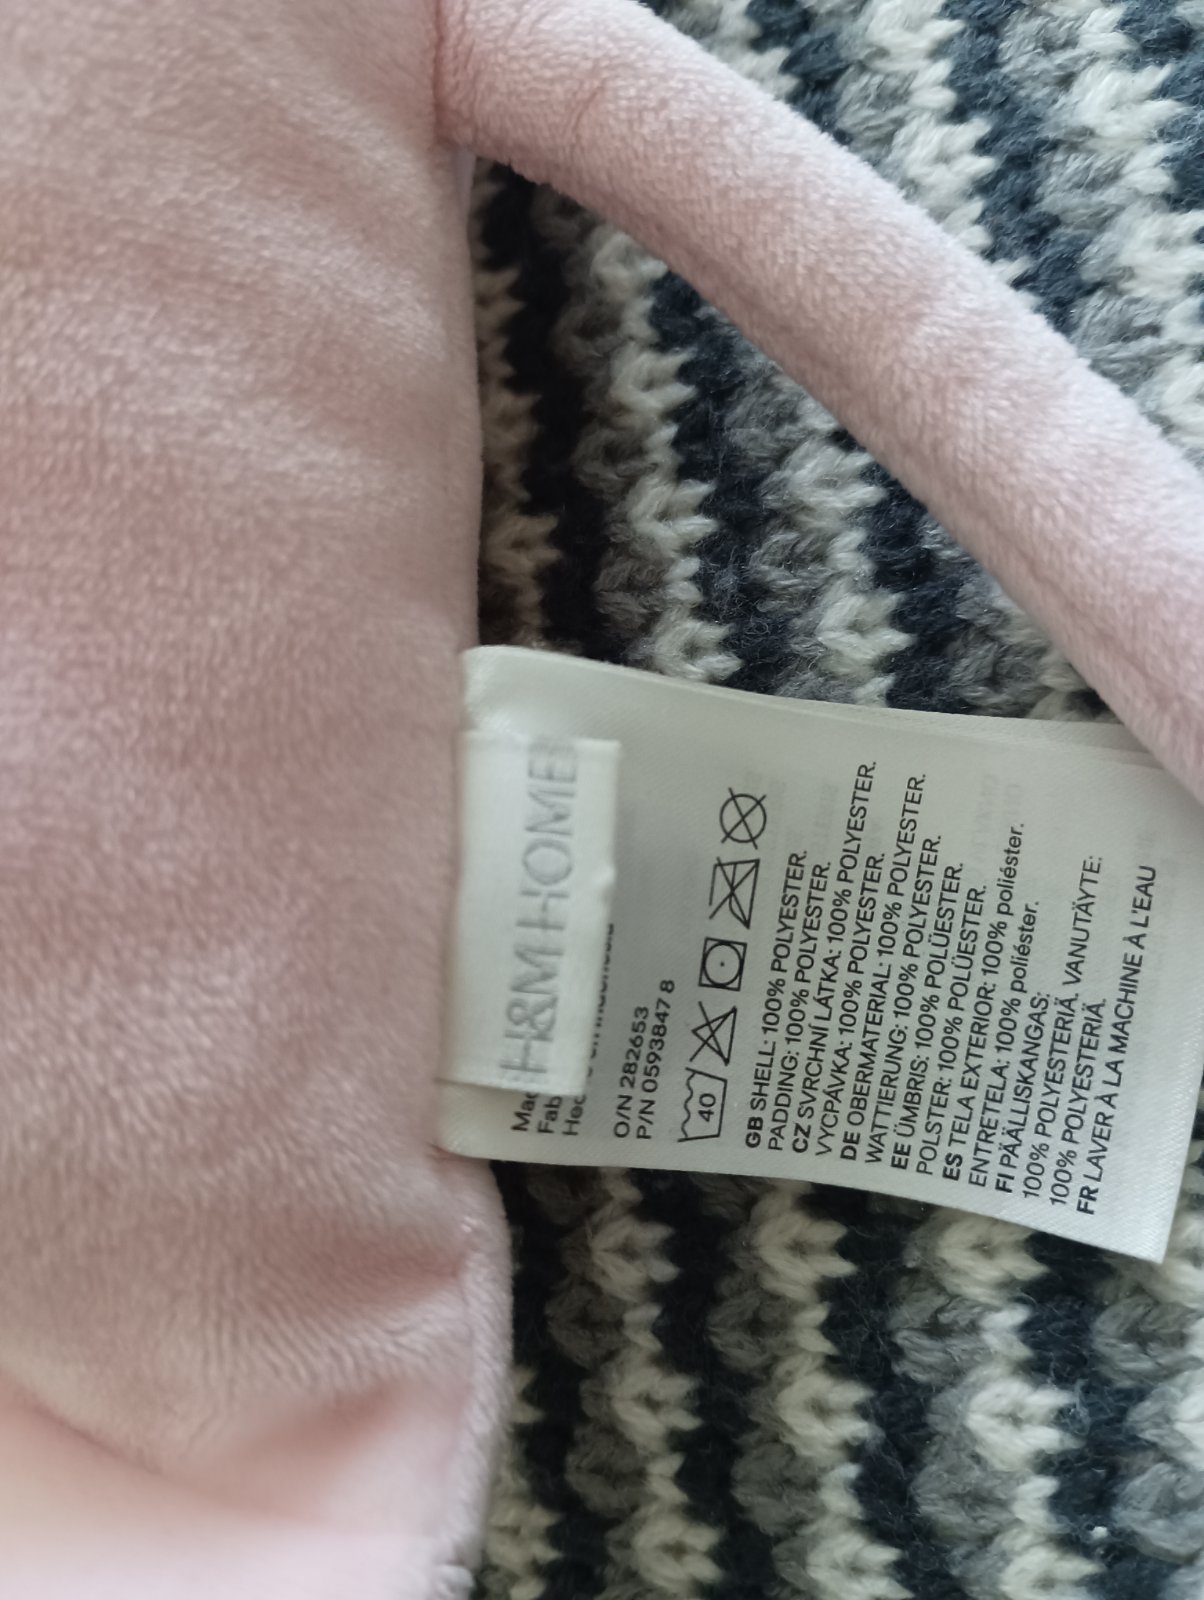 H&M HOME
O/N 282653
P/N 0593847 8
40
GB SHELL: 100% POLYESTER.
PADDING: 100% POLYESTER.
CZ SVRCHNÍ LÁTKA: 100% POLYESTER.
VYCPÁVKA: 100% POLYESTER.
DE OBERMATERIAL: 100% POLYESTER.
WATTIERUNG: 100% POLYESTER.
EE ÜMBRIS: 100% POLÜESTER.
POLSTER: 100% POLÜESTER.
ES TELA EXTERIOR: 100% poliéster.
ENTRETELA: 100% poliéster.
FI PÄÄLLISKANGAS:
100% POLYESTERIÄ. VANUTÄYTE:
100% POLYESTERIÄ.
FR LAVER À LA MACHINE À L'EAU